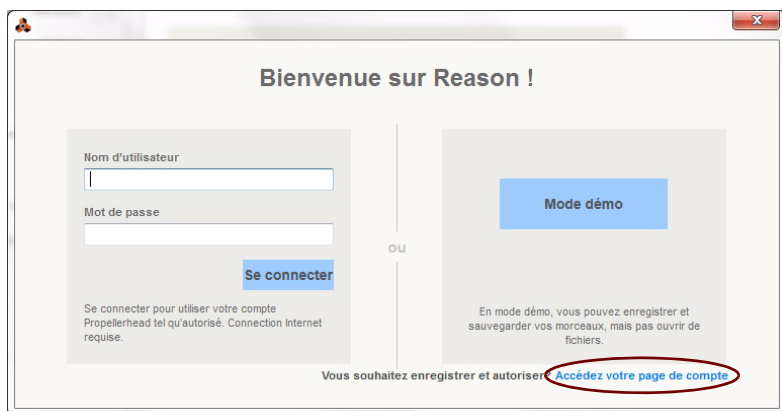 Bienvenue sur Reason !
Nom d'utilisateur
Mot de passe
Se connecter
Se connecter pour utiliser votre compte
Propellerhead tel qu'autorisé. Connection Internet
requise.
ou
Mode démo
En mode démo, vous pouvez enregistrer et
sauvegarder vos morceaux, mais pas ouvrir de
fichiers.
Vous souhaitez enregistrer et autoriser? Accédez votre page de compte